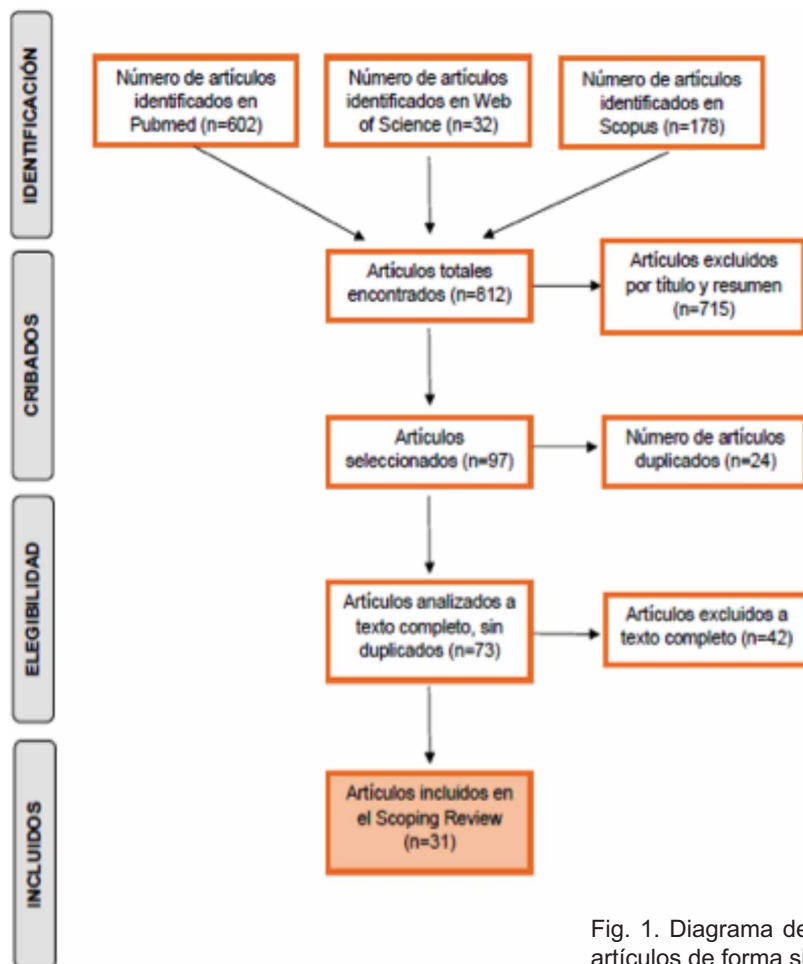 IDENTIFICACIÓN
Número de artículos
identificados en
Pubmed (n=602)
Número de artículos
identificados en Web
of Science (n=32)
Número de artículos
identificados en
Scopus (n=178)
CRIBADOS
Artículos totales
encontrados (n=812)
Artículos excluidos
por título y resumen
(n=715)
Artículos
seleccionados (n=97)
Número de artículos
duplicados (n=24)
ELEGIBILIDAD
Artículos analizados a
texto completo, sin
duplicados (n=73)
Artículos excluidos a
texto completo (n=42)
INCLUIDOS
Artículos incluidos en
el Scoping Review
(n=31)
Fig. 1. Diagrama de
artículos de forma